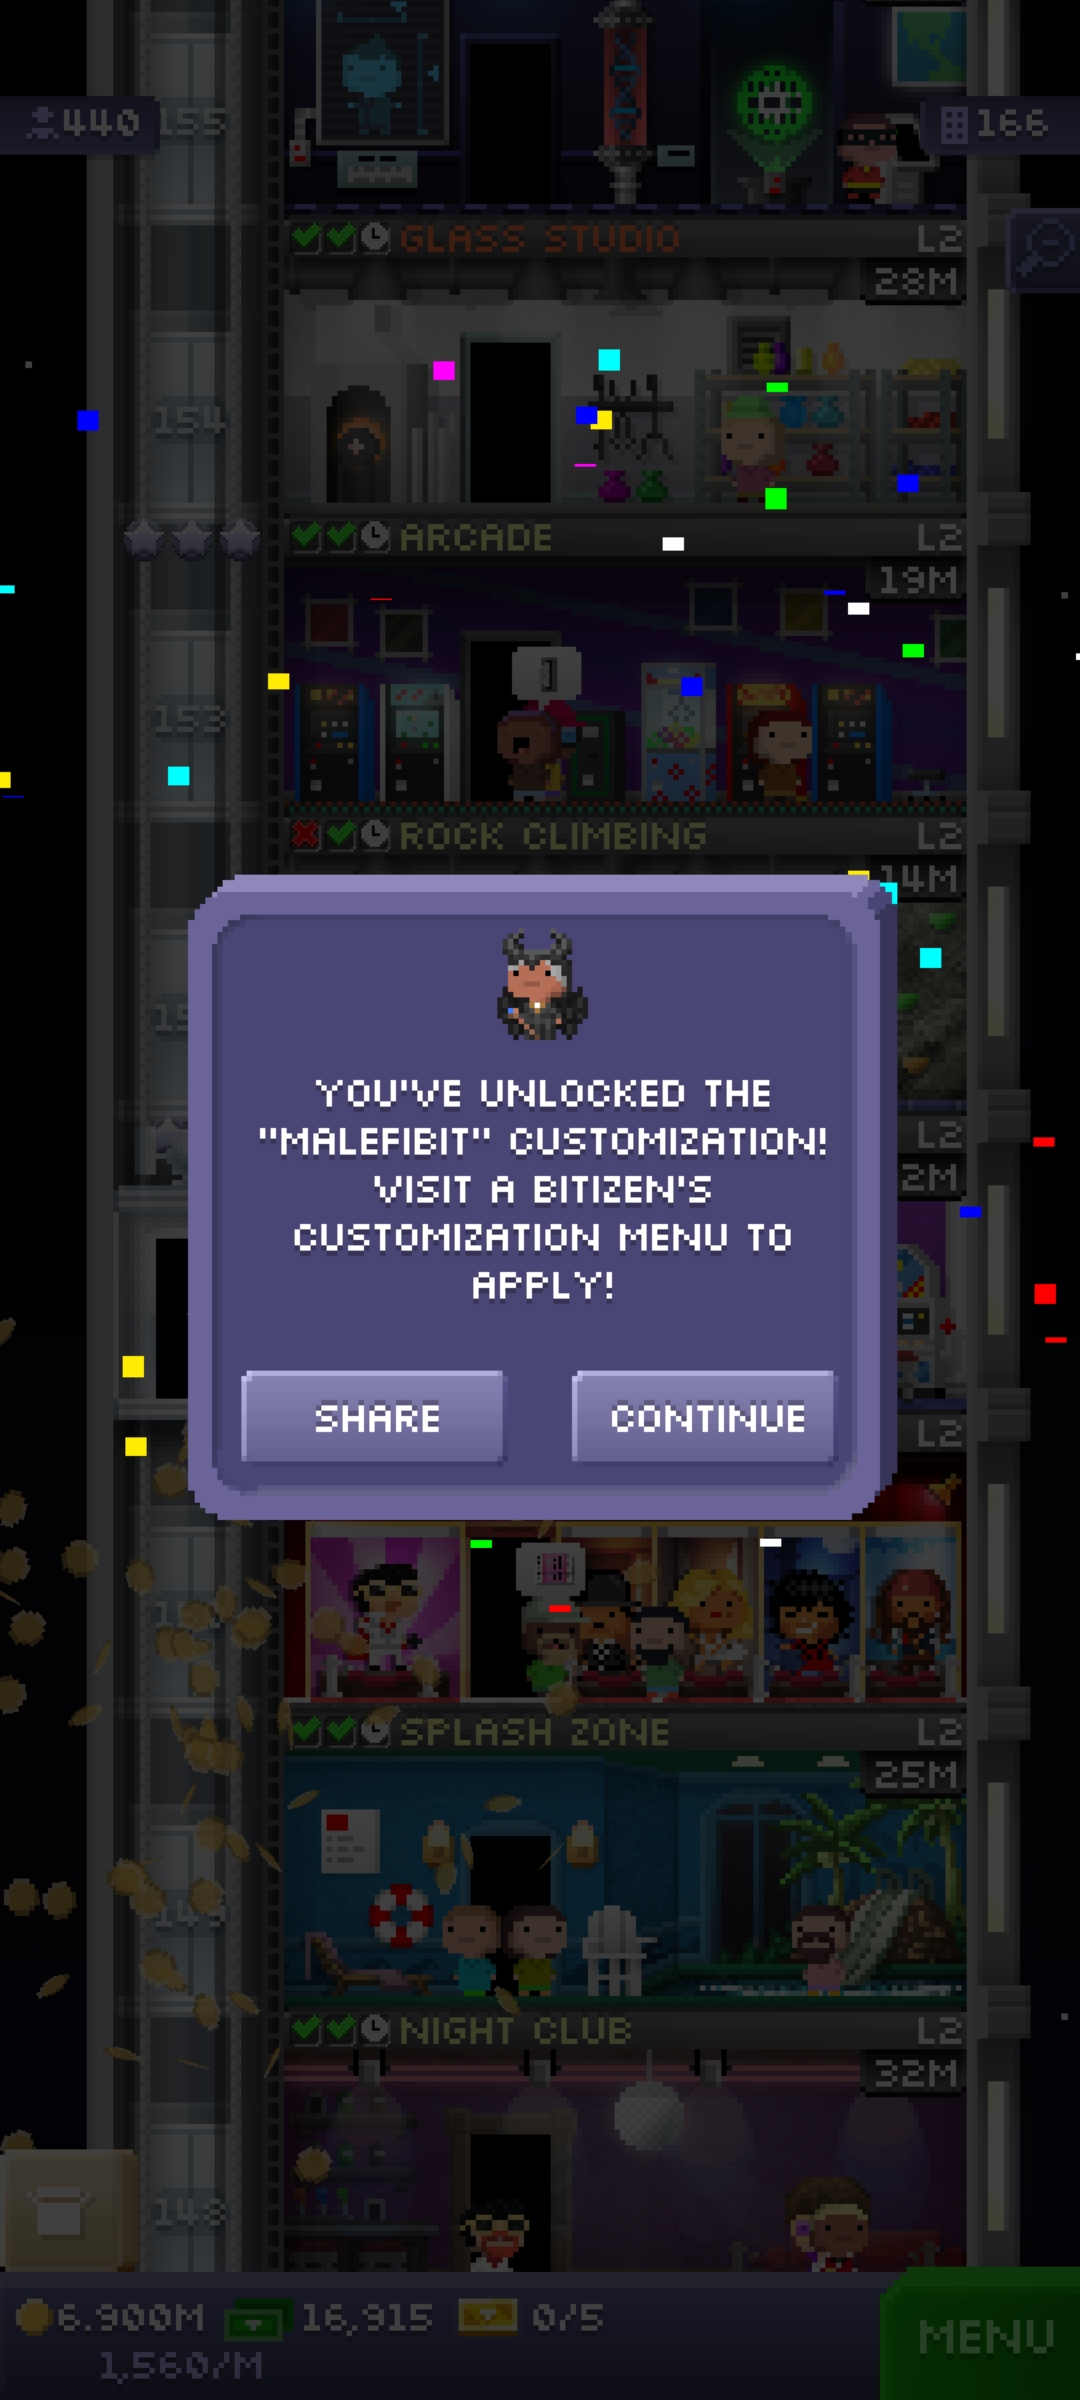 440
155
166
GLASS STUDIO
L2
28M
154
ARCADE
L2
19M
153
ROCK CLIMBING
L2
14M
YOU'VE UNLOCKED THE
"MALEFIBIT" CUSTOMIZATION!
VISIT A BITIZEN'S
CUSTOMIZATION MENU TO
APPLY!
L2
2M
SHARE
CONTINUE
L2
SPLASH ZONE
L2
25M
NIGHT CLUB
L2
32M
148
6.900M
16,915
0/5
1,560/M
MENU